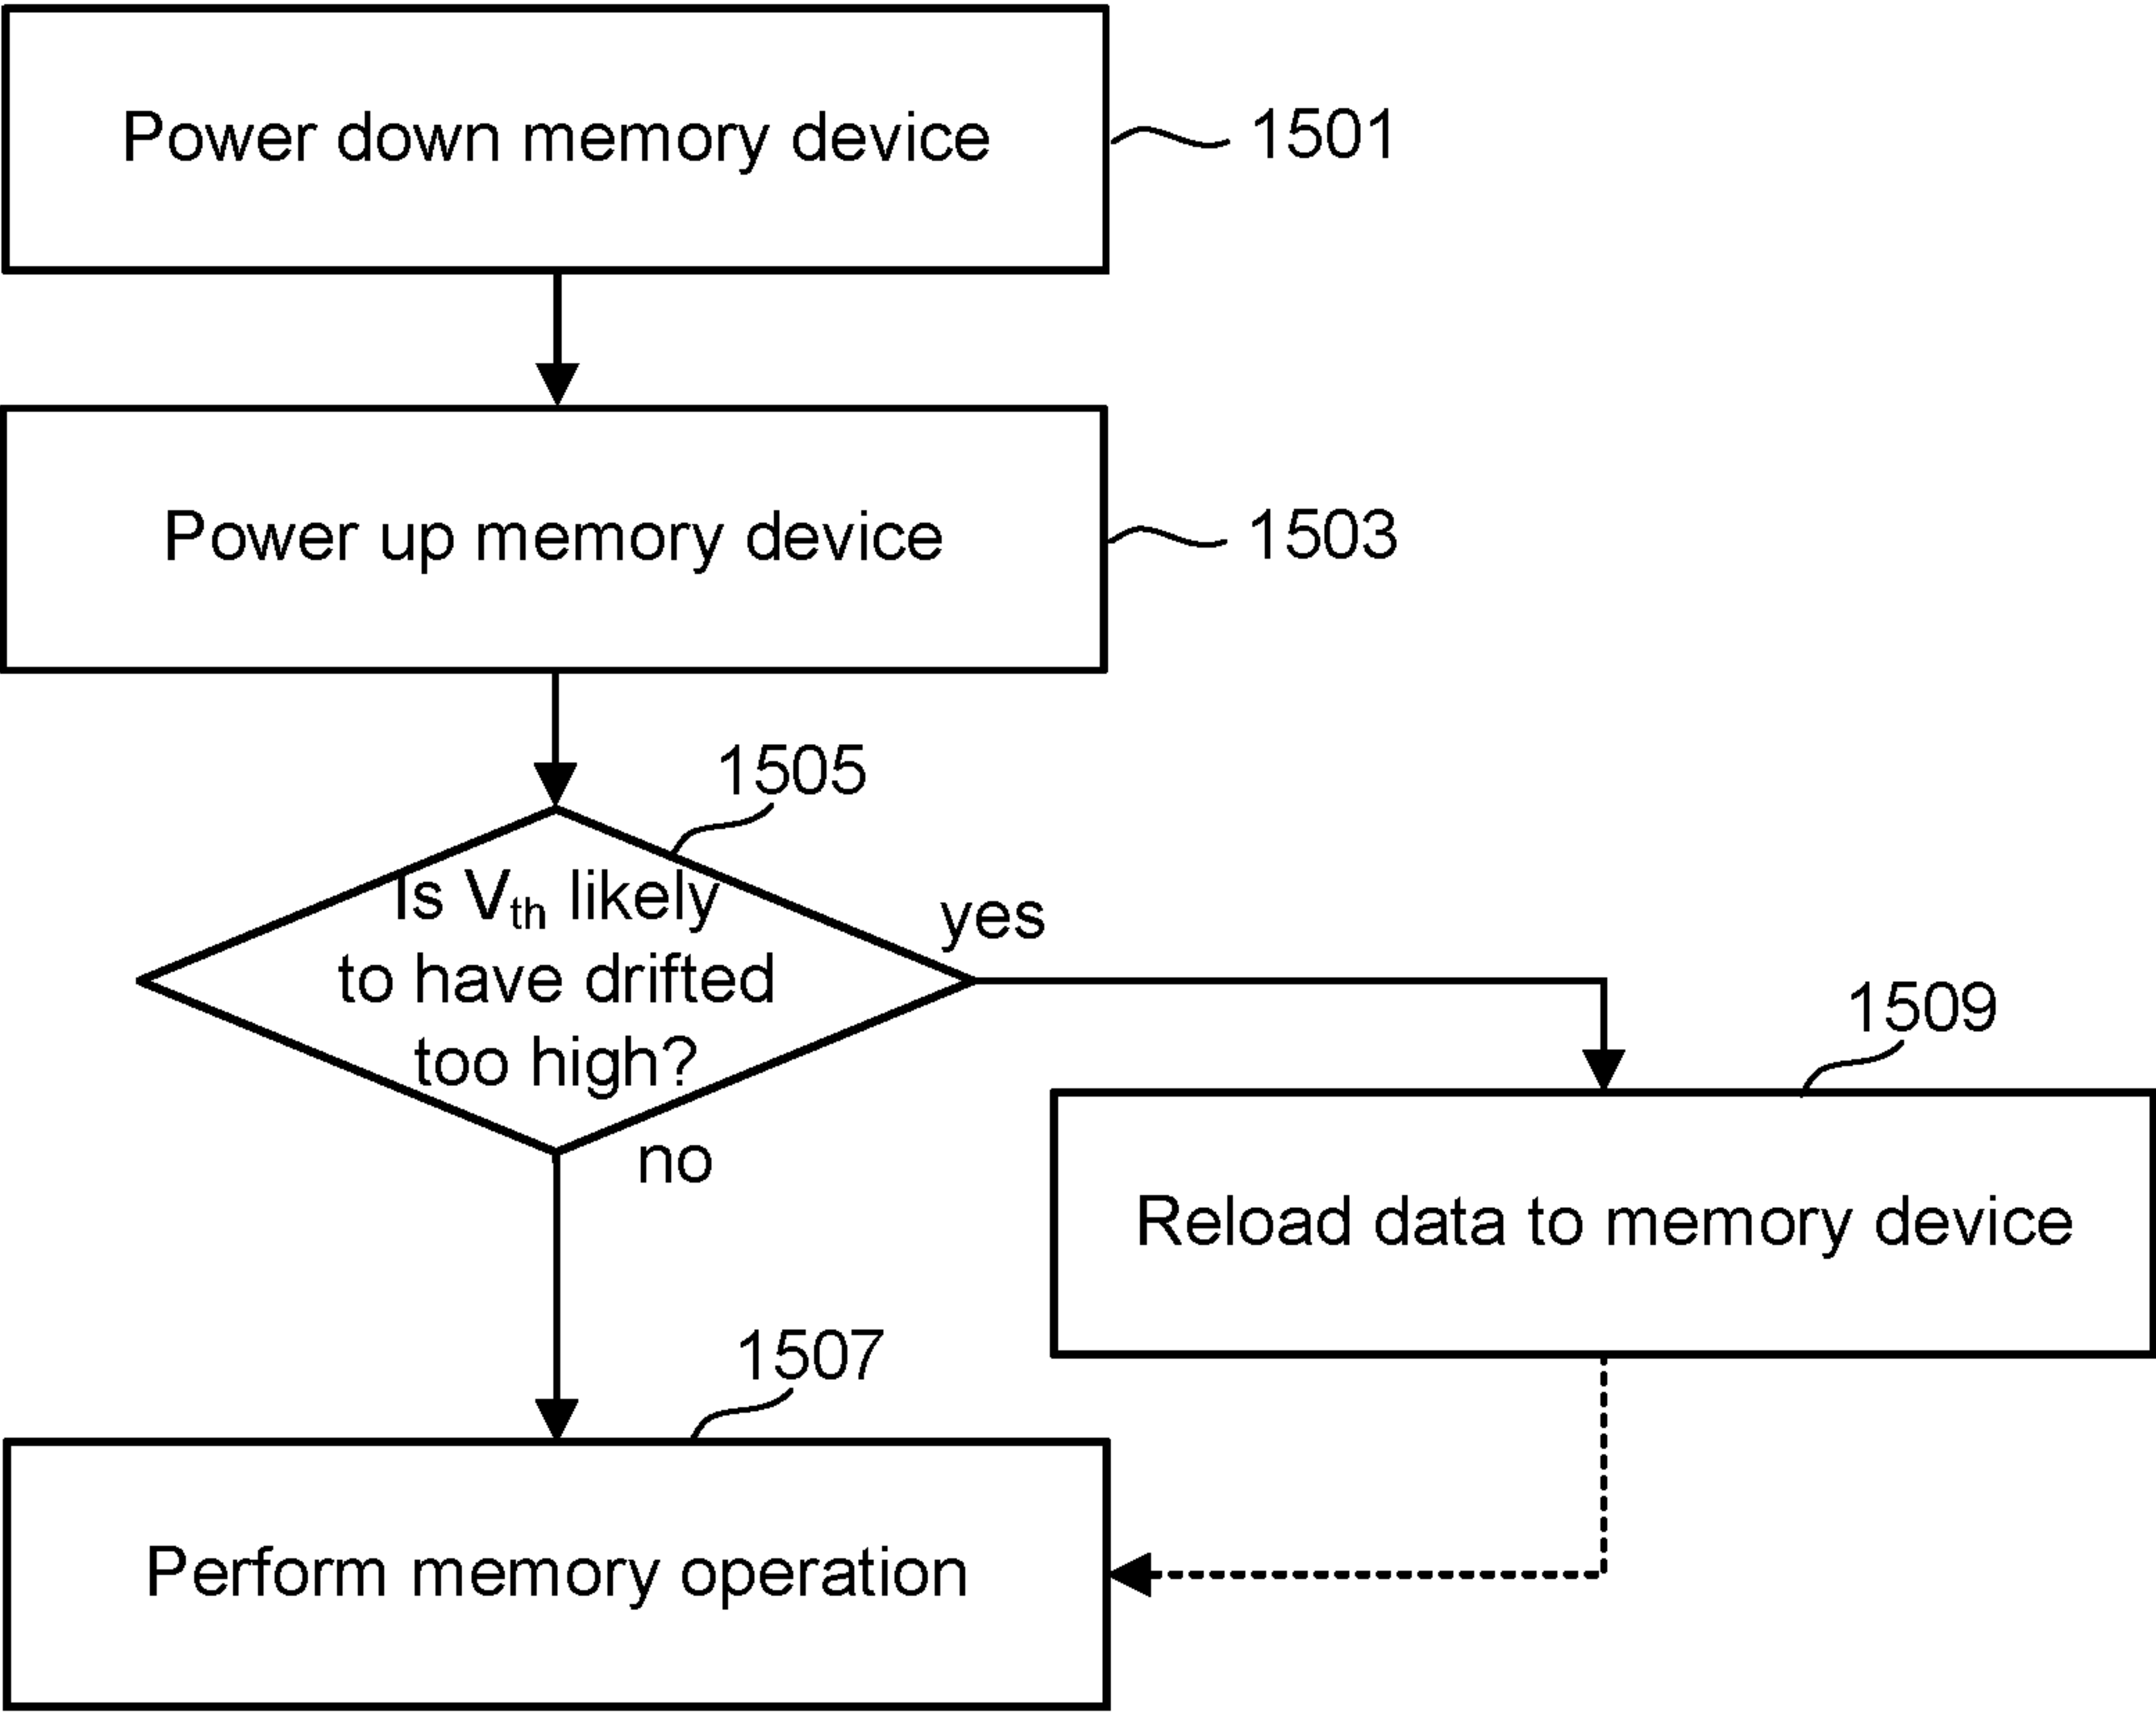 Power down memory device
1501
Power up memory device
1503
1505
Is Vth likely
to have drifted
too high?
yes
no
1509
Reload data to memory device
1507
Perform memory operation